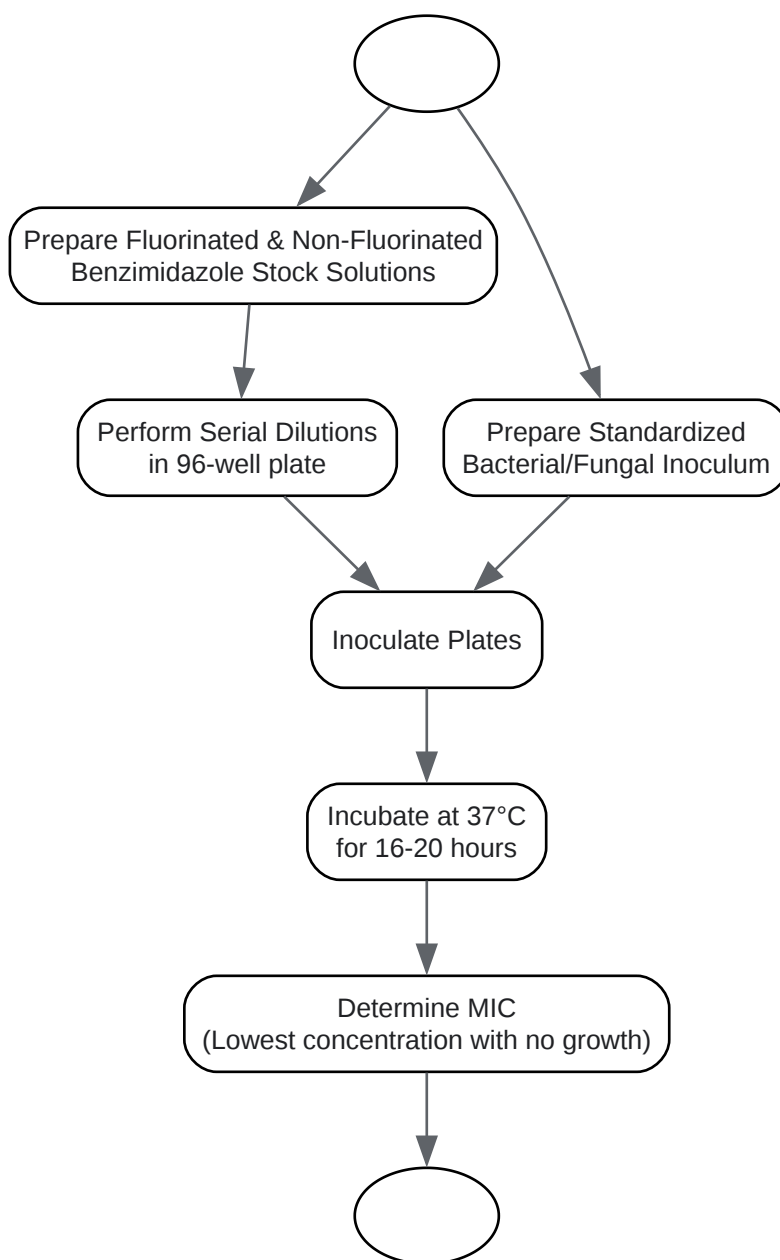 Prepare Fluorinated & Non-Fluorinated
Benzimidazole Stock Solutions
Perform Serial Dilutions
in 96-well plate
Prepare Standardized
Bacterial/Fungal Inoculum
Inoculate Plates
Incubate at 37°C
for 16-20 hours
Determine MIC
(Lowest concentration with no growth)